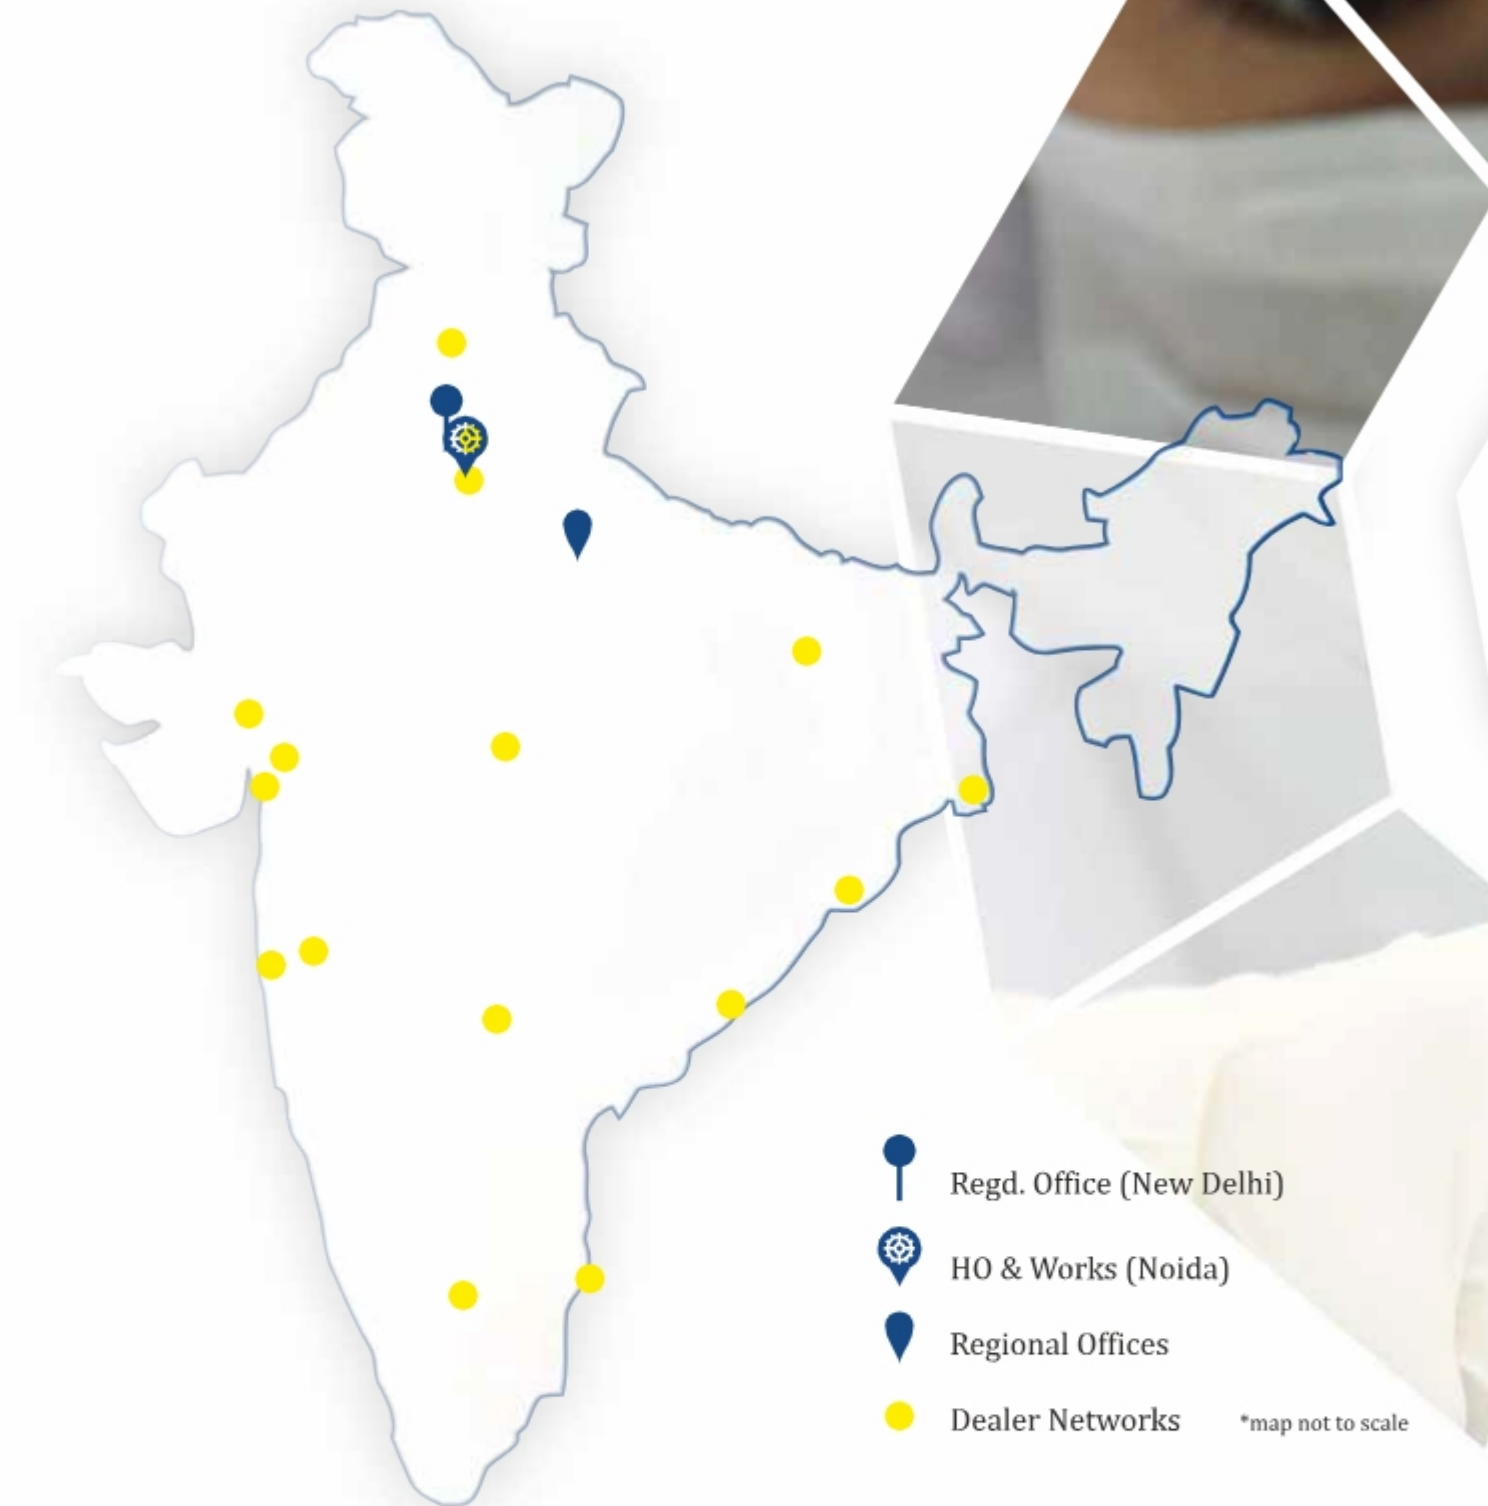 Regd. Office (New Delhi)
HO & Works (Noida)
Regional Offices
Dealer Networks
*map not to scale